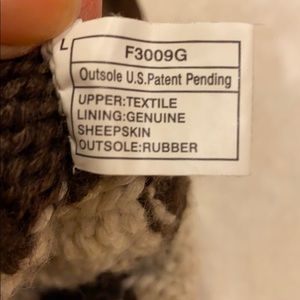 L
F3009G
Outsole U.S.Patent Pending
UPPER:TEXTILE
LINING:GENUINE
SHEEPSKIN
OUTSOLE:RUBBER